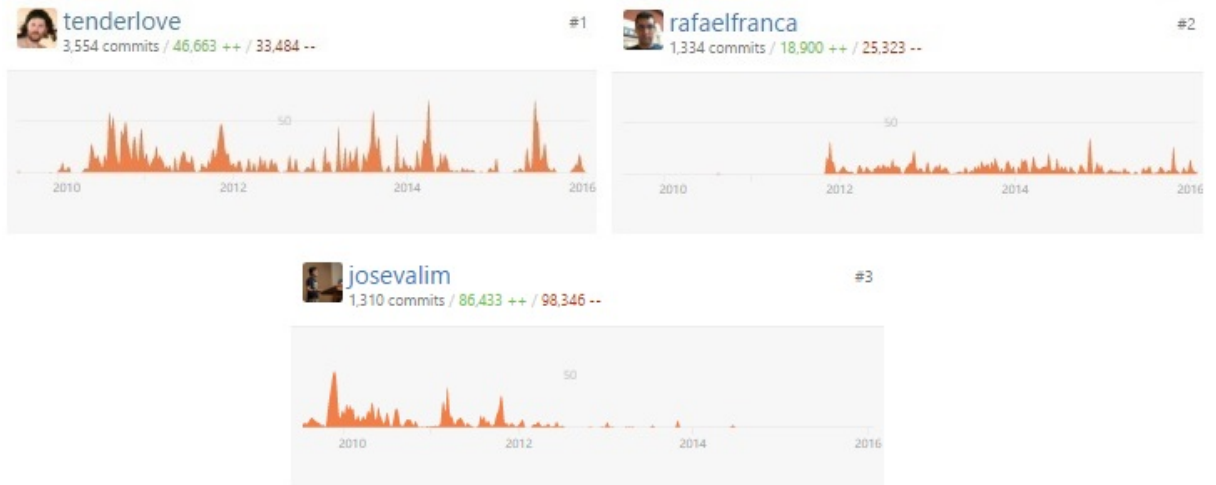 tenderlove #1
3,554 commits / 46,663 ++ / 33,484 --
50
2010 2012 2014 2016
rafaelfranca #2
1,334 commits / 18,900 ++ / 25,323 --
50
2010 2012 2014 2016
josevalim #3
1,310 commits / 86,433 ++ / 98,346 --
50
2010 2012 2014 2016